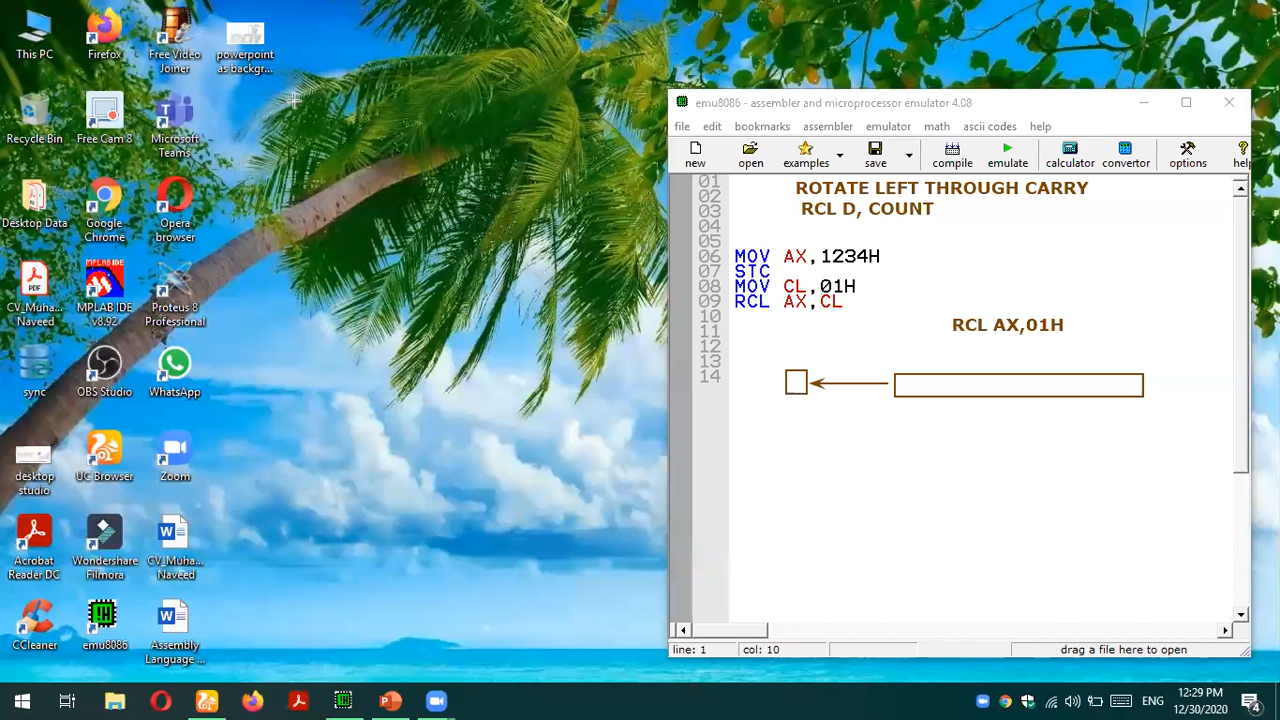 This PC
Firefox
Free Video
Joiner
powerpoint
as backgr...
Recycle Bin
Free Cam 8
Microsoft
Teams
Desktop Data
Google
Chrome
Opera
browser
CV_Muha...
Naveed
MPLAB IDE
v8.92
Proteus 8
Professional
sync
OBS Studio
WhatsApp
desktop
studio
UC Browser
Zoom
Acrobat
Reader DC
Wondershare
Filmora
CV_Muha...
Naveed
CCleaner
emu8086
Assembly
Language ...
emu8086 - assembler and microprocessor emulator 4.08
file edit bookmarks assembler emulator math ascii codes help
new open examples save compile emulate calculator convertor options help
01
02
03
04
05
06
07
08
09
10
11
12
13
14
ROTATE LEFT THROUGH CARRY
RCL D, COUNT
MOV AX,1234H
STC
MOV CL,01H
RCL AX,CL
RCL AX,01H
line: 1 col: 10 drag a file here to open
ENG
12:29 PM
12/30/2020
4